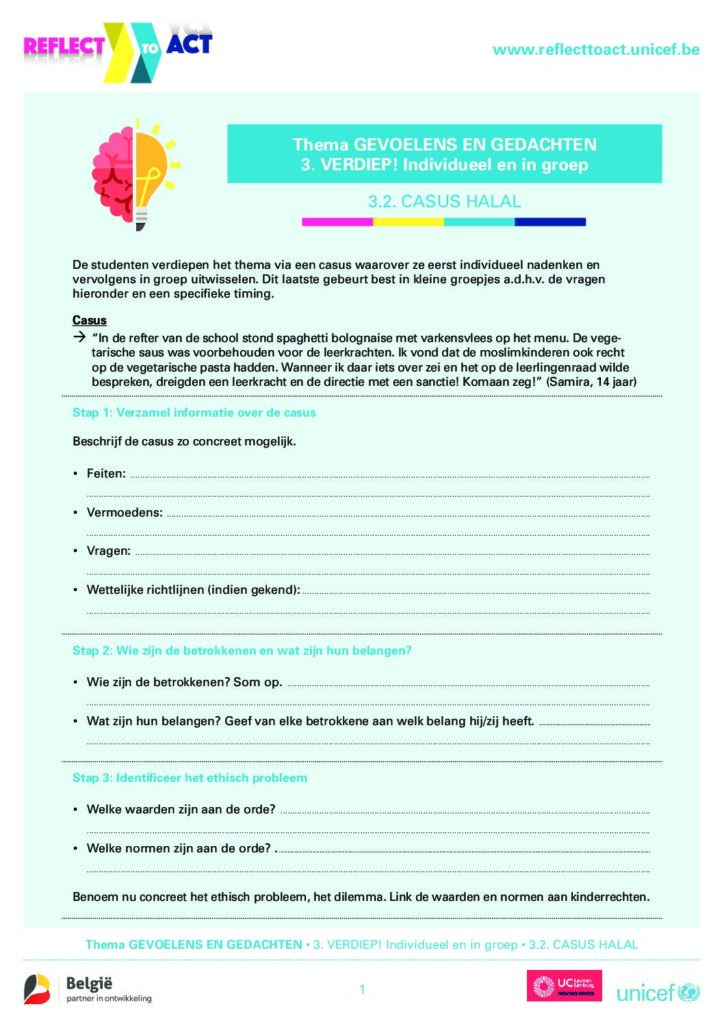 REFLECT TO ACT
www.reflecttoact.unicef.be
Thema GEVOELENS EN GEDACHTEN
3. VERDIEP! Individueel en in groep
3.2. CASUS HALAL
De studenten verdiepen het thema via een casus waarover ze eerst individueel nadenken en
vervolgens in groep uitwisselen. Dit laatste gebeurt best in kleine groepjes a.d.h.v. de vragen
hieronder en een specifieke timing.
Casus
→ “In de refter van de school stond spaghetti bolognaise met varkensvlees op het menu. De vege-
tarische saus was voorbehouden voor de leerkrachten. Ik vond dat de moslimkinderen ook recht
op de vegetarische pasta hadden. Wanneer ik daar iets over zei en het op de leerlingenraad wilde
bespreken, dreigden een leerkracht en de directie met een sanctie! Komaan zeg!” (Samira, 14 jaar)
Stap 1: Verzamel informatie over de casus
Beschrijf de casus zo concreet mogelijk.
• Feiten:
• Vermoedens:
• Vragen:
• Wettelijke richtlijnen (indien gekend):
Stap 2: Wie zijn de betrokkenen en wat zijn hun belangen?
• Wie zijn de betrokkenen? Som op.
• Wat zijn hun belangen? Geef van elke betrokkene aan welk belang hij/zij heeft.
Stap 3: Identificeer het ethisch probleem
• Welke waarden zijn aan de orde?
• Welke normen zijn aan de orde? .
Benoem nu concreet het ethisch probleem, het dilemma. Link de waarden en normen aan kinderrechten.
Thema GEVOELENS EN GEDACHTEN • 3. VERDIEP! Individueel en in groep • 3.2. CASUS HALAL
België
partner in ontwikkeling
1
UC Leuven
Limburg
unicef